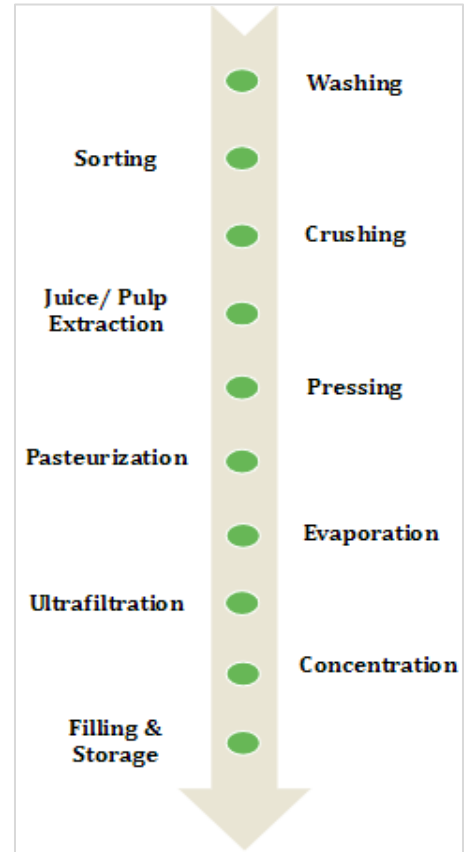 Washing
Sorting
Crushing
Juice/ Pulp
Extraction
Pressing
Pasteurization
Evaporation
Ultrafiltration
Concentration
Filling &
Storage